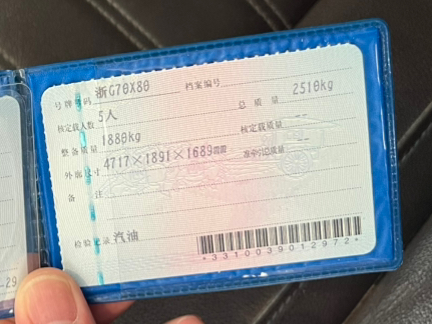 号牌号码 浙G70X80 档案编号
核定载人数 5人 总质量 2510kg
整备质量 1880kg 核定载质量 --
外廓尺寸 4717×1891×1689mm 准牵引总质量 --
备注
检验记录 汽油
*3310039012972*
-29